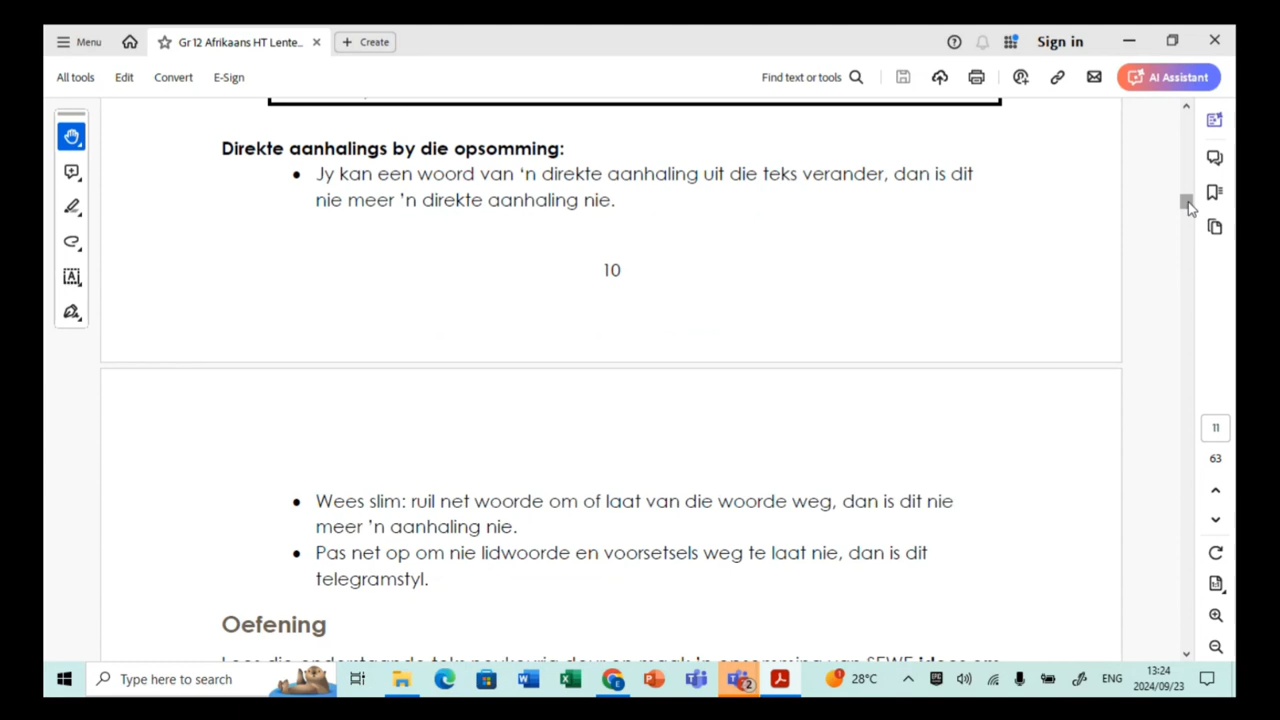 Menu
Gr 12 Afrikaans HT Lente...
Create
Sign in
All tools
Edit
Convert
E-Sign
Find text or tools
AI Assistant
Direkte aanhalings by die opsomming:
• Jy kan een woord van ‘n direkte aanhaling uit die teks verander, dan is dit
nie meer ’n direkte aanhaling nie.
10
• Wees slim: ruil net woorde om of laat van die woorde weg, dan is dit nie
meer ’n aanhaling nie.
• Pas net op om nie lidwoorde en voorsetsels weg te laat nie, dan is dit
telegramstyl.
Oefening
11
63
Type here to search
2
28°C
ENG
13:24
2024/09/23